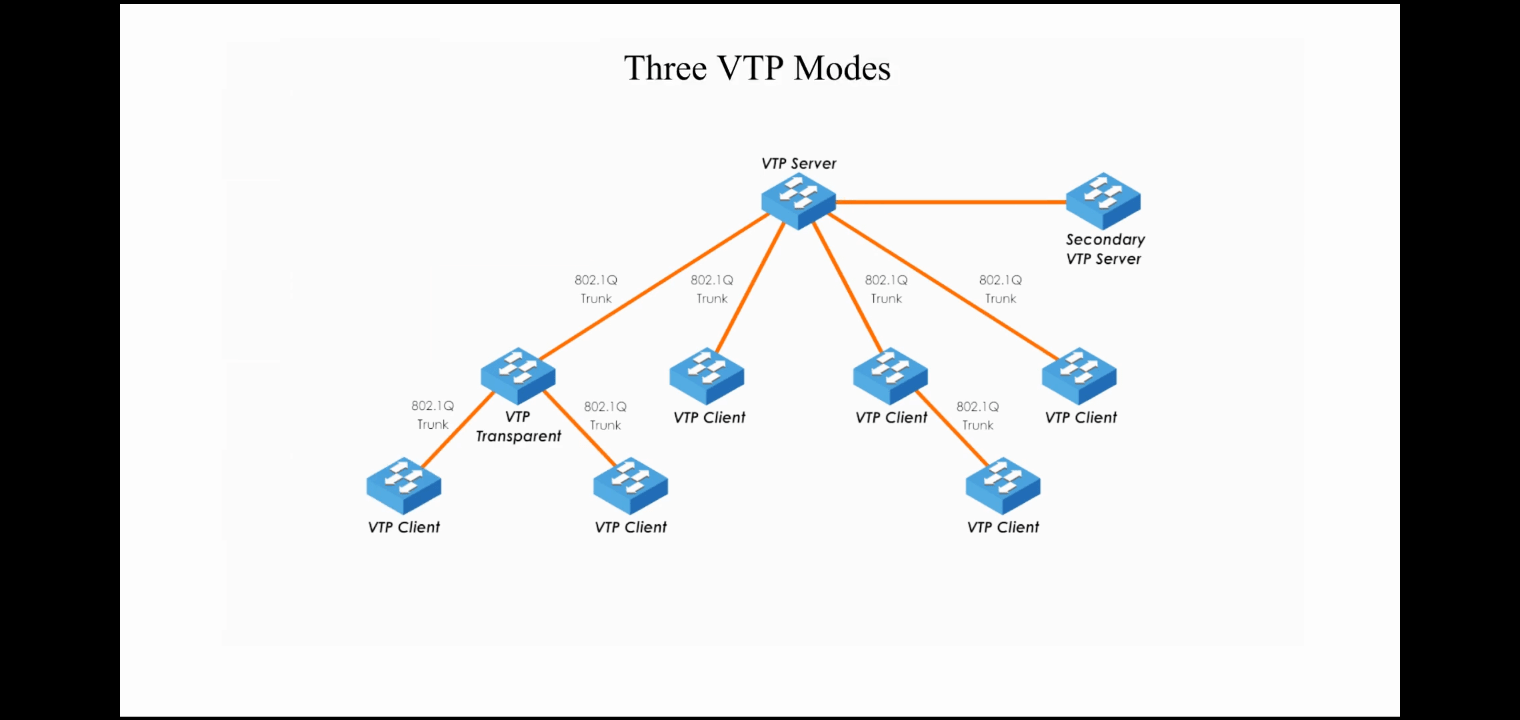 Three VTP Modes
VTP Server
Secondary
VTP Server
802.1Q
Trunk
802.1Q
Trunk
802.1Q
Trunk
802.1Q
Trunk
VTP
Transparent
VTP Client
VTP Client
VTP Client
802.1Q
Trunk
802.1Q
Trunk
802.1Q
Trunk
VTP Client
VTP Client
VTP Client